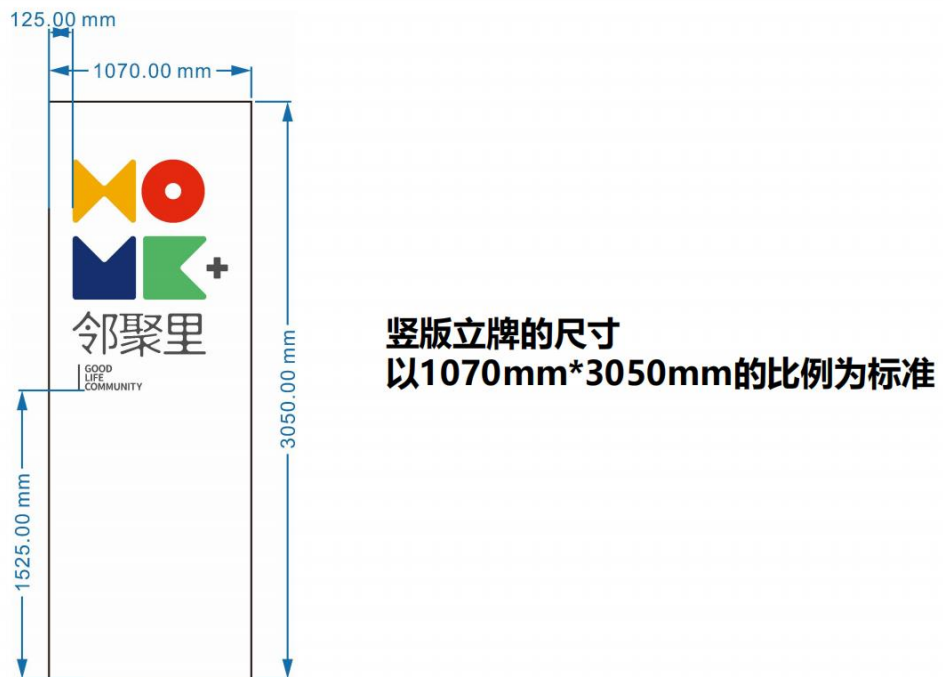 125.00 mm
1070.00 mm
HOME+
邻聚里
GOOD
LIFE
COMMUNITY
3050.00 mm
1525.00 mm
竖版立牌的尺寸
以1070mm*3050mm的比例为标准